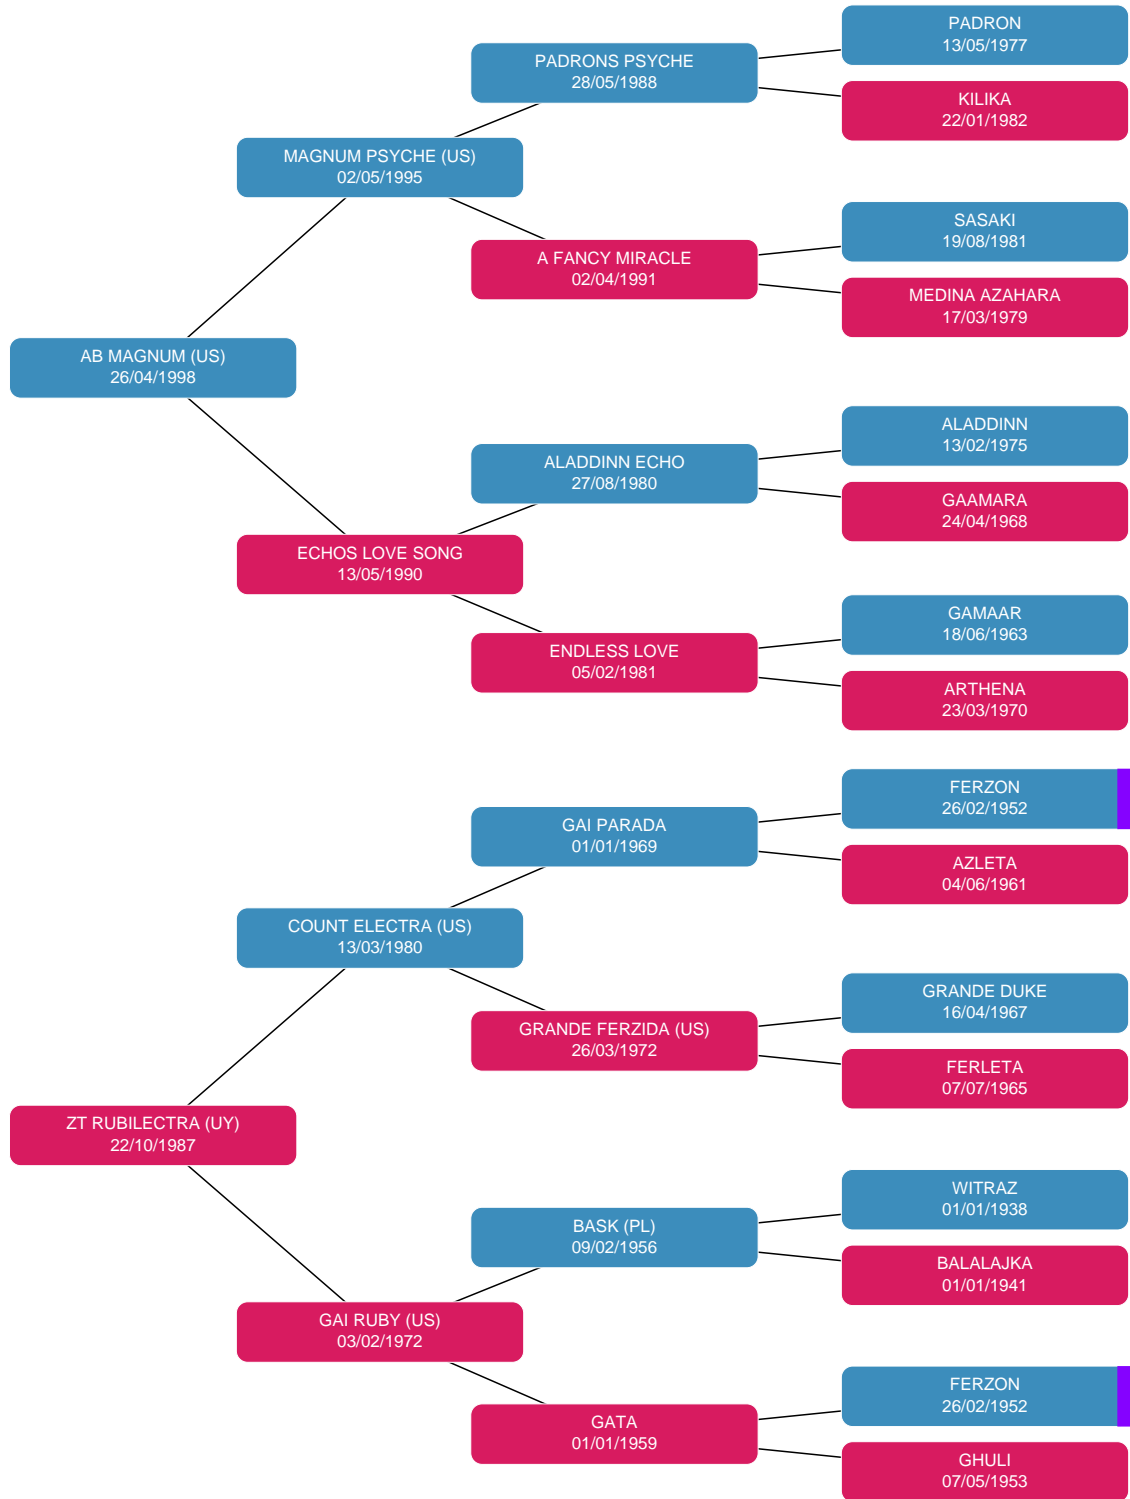 PADRON
13/05/1977
PADRONS PSYCHE
28/05/1988
KILIKA
22/01/1982
MAGNUM PSYCHE (US)
02/05/1995
SASAKI
19/08/1981
A FANCY MIRACLE
02/04/1991
MEDINA AZAHARA
17/03/1979
AB MAGNUM (US)
26/04/1998
ALADDINN
13/02/1975
ALADDINN ECHO
27/08/1980
GAAMARA
24/04/1968
ECHOS LOVE SONG
13/05/1990
GAMAAR
18/06/1963
ENDLESS LOVE
05/02/1981
ARTHENA
23/03/1970
FERZON
26/02/1952
GAI PARADA
01/01/1969
AZLETA
04/06/1961
COUNT ELECTRA (US)
13/03/1980
GRANDE DUKE
16/04/1967
GRANDE FERZIDA (US)
26/03/1972
FERLETA
07/07/1965
ZT RUBILECTRA (UY)
22/10/1987
WITRAZ
01/01/1938
BASK (PL)
09/02/1956
BALALAJKA
01/01/1941
GAI RUBY (US)
03/02/1972
FERZON
26/02/1952
GATA
01/01/1959
GHULI
07/05/1953